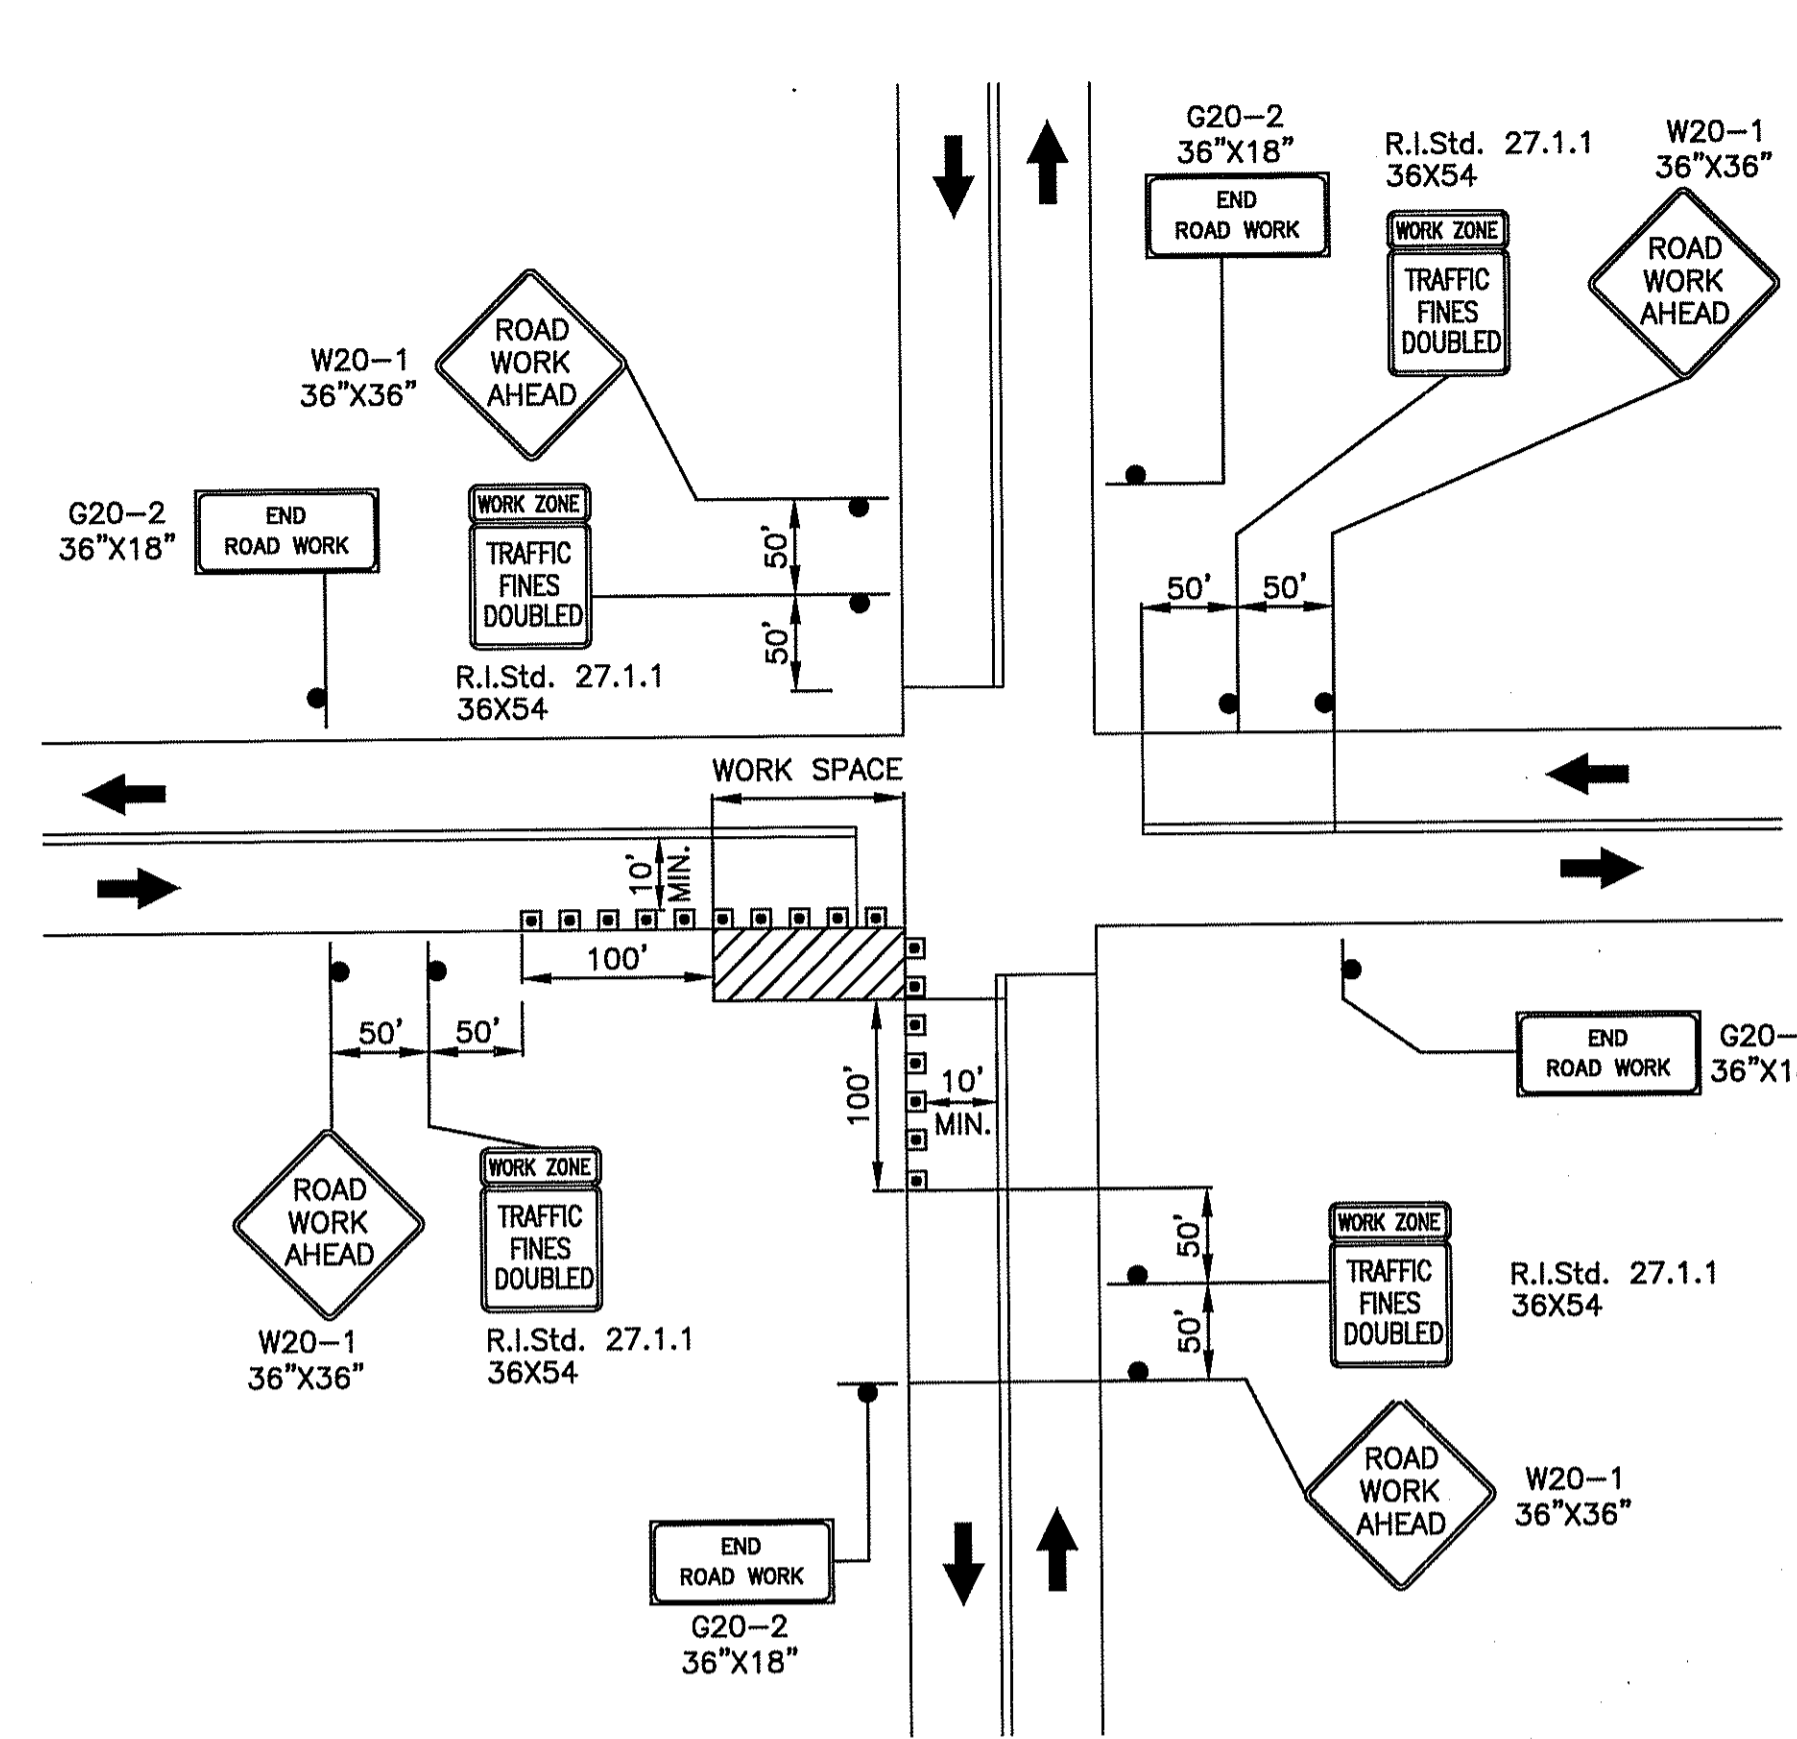 G20-2
36"X18"
END
ROAD WORK
R.I.Std. 27.1.1
36X54
WORK ZONE
TRAFFIC
FINES
DOUBLED
W20-1
36"X36"
ROAD
WORK
AHEAD
W20-1
36"X36"
ROAD
WORK
AHEAD
G20-2
36"X18"
END
ROAD WORK
WORK ZONE
TRAFFIC
FINES
DOUBLED
R.I.Std. 27.1.1
36X54
50'
50'
50'
50'
WORK SPACE
10'
MIN.
100'
50'
50'
100'
10'
MIN.
END
ROAD WORK
G20-
36"X1
ROAD
WORK
AHEAD
W20-1
36"X36"
WORK ZONE
TRAFFIC
FINES
DOUBLED
R.I.Std. 27.1.1
36X54
50'
50'
WORK ZONE
TRAFFIC
FINES
DOUBLED
R.I.Std. 27.1.1
36X54
ROAD
WORK
AHEAD
W20-1
36"X36"
END
ROAD WORK
G20-2
36"X18"